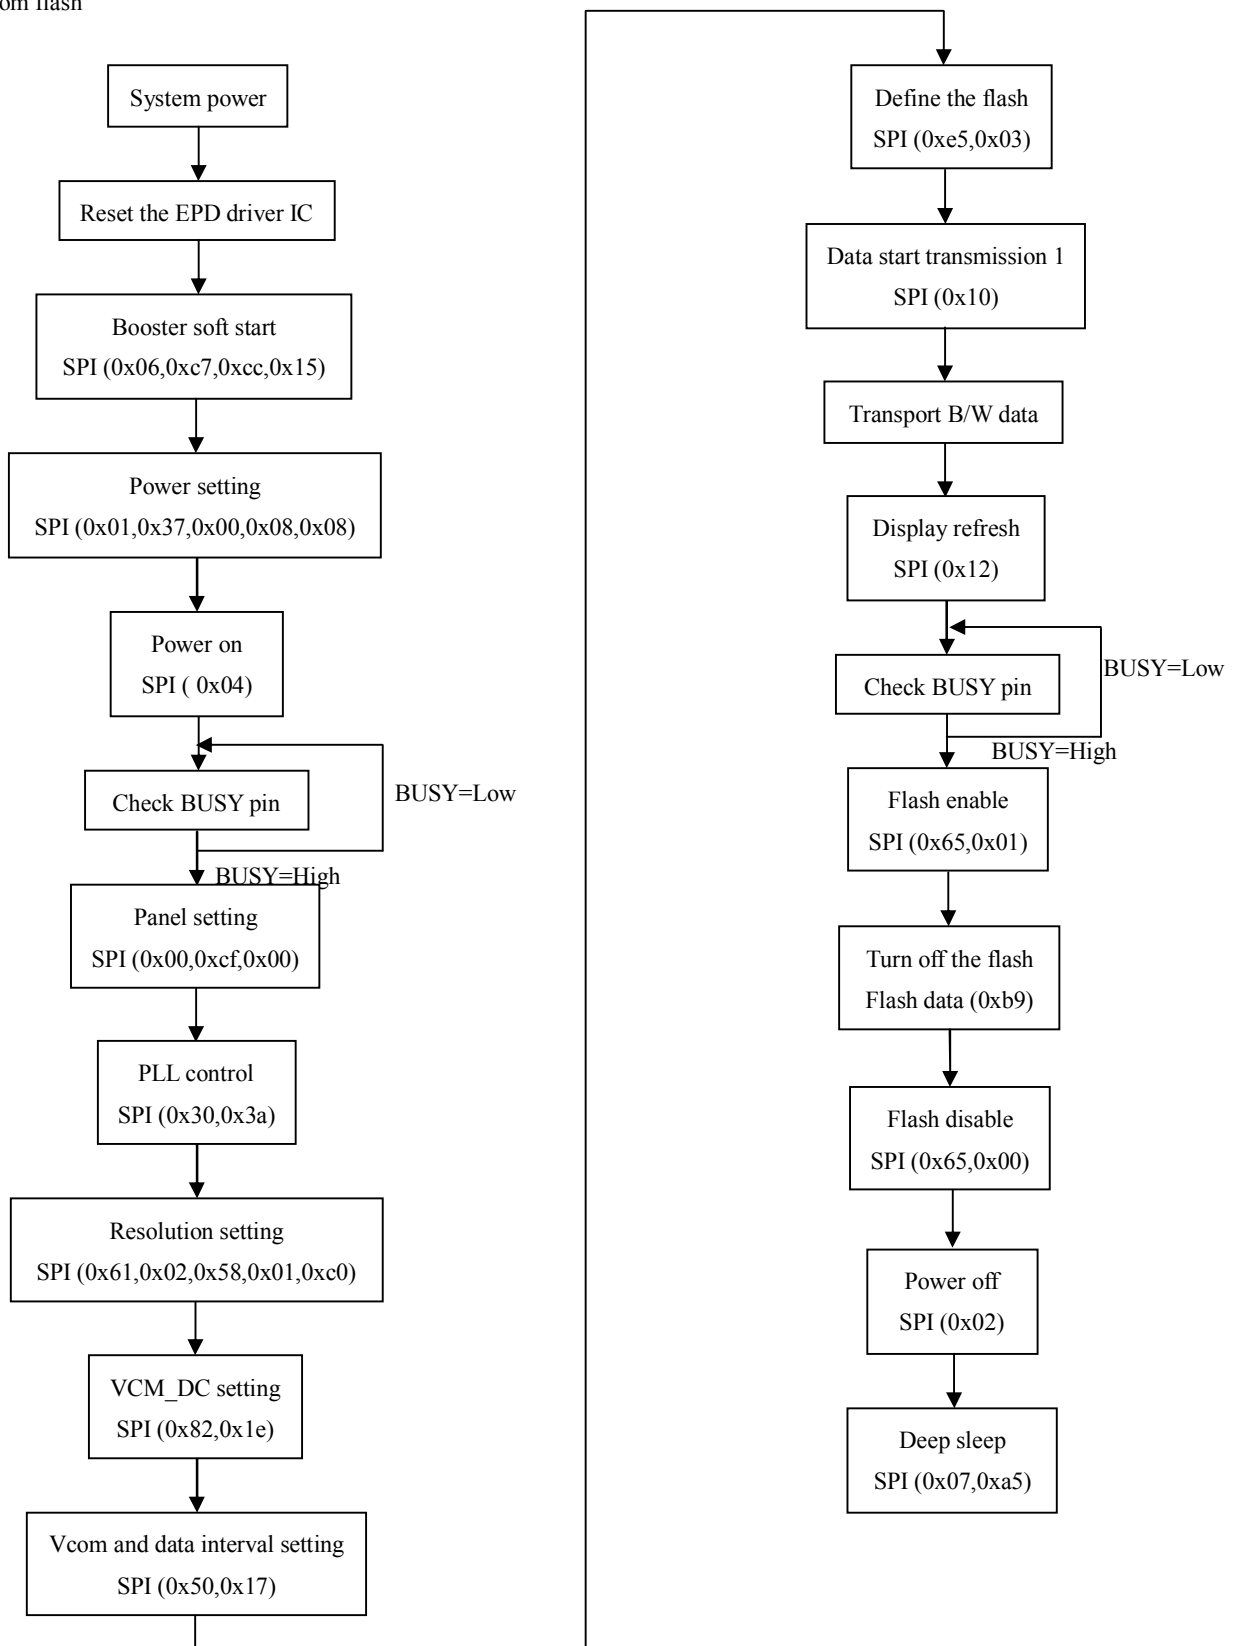 om flash
System power
Reset the EPD driver IC
Booster soft start
SPI (0x06,0xc7,0xcc,0x15)
Power setting
SPI (0x01,0x37,0x00,0x08,0x08)
Power on
SPI ( 0x04)
Check BUSY pin
BUSY=Low
BUSY=High
Panel setting
SPI (0x00,0xcf,0x00)
PLL control
SPI (0x30,0x3a)
Resolution setting
SPI (0x61,0x02,0x58,0x01,0xc0)
VCM_DC setting
SPI (0x82,0x1e)
Vcom and data interval setting
SPI (0x50,0x17)
Define the flash
SPI (0xe5,0x03)
Data start transmission 1
SPI (0x10)
Transport B/W data
Display refresh
SPI (0x12)
Check BUSY pin
BUSY=Low
BUSY=High
Flash enable
SPI (0x65,0x01)
Turn off the flash
Flash data (0xb9)
Flash disable
SPI (0x65,0x00)
Power off
SPI (0x02)
Deep sleep
SPI (0x07,0xa5)